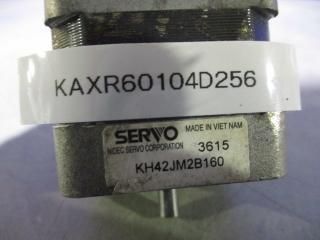 KAXR60104D256
SERVO MADE IN VIET NAM
NIDEC SERVO CORPORATION 3615
KH42JM2B160